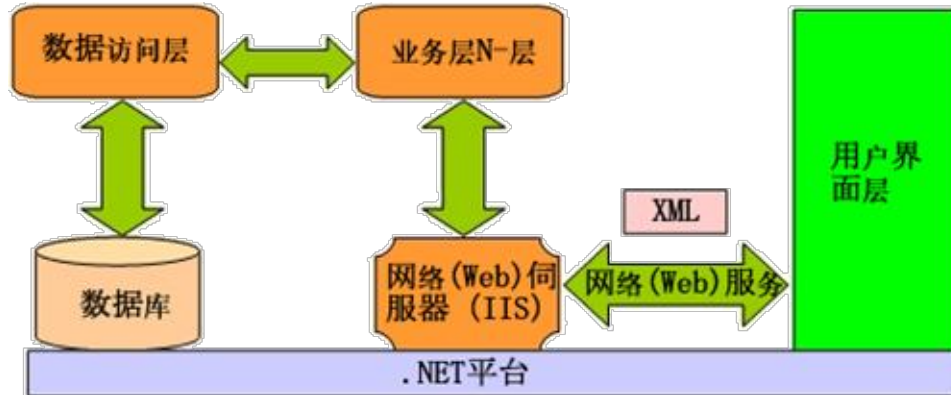 数据访问层
业务层N-层
用户界
面层
XML
数据库
网络(Web)伺
服器 (IIS)
网络(Web)服务
.NET平台